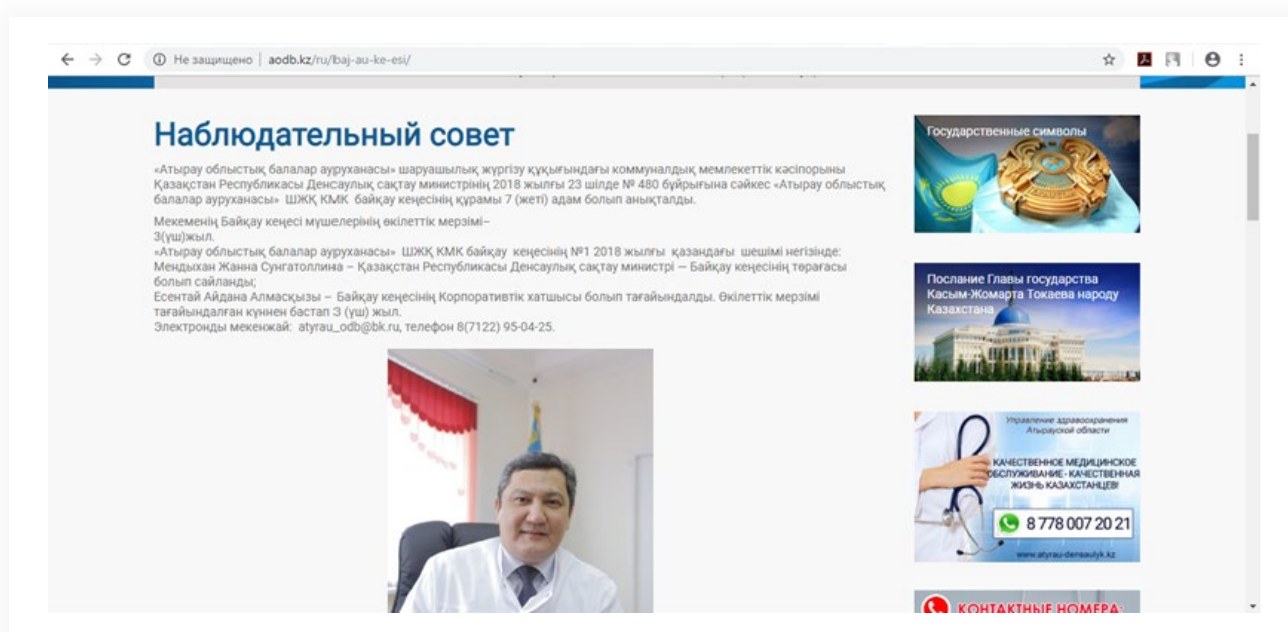 Не защищено | aodb.kz/ru/baj-au-ke-esi/
Наблюдательный совет
«Атырау облыстық балалар ауруханасы» шаруашылық жүргізу құқығындағы коммуналдық мемлекеттік кәсіпорыны
Қазақстан Республикасы Денсаулық сақтау министрінің 2018 жылғы 23 шілде № 480 бұйрығына сәйкес «Атырау облыстық
балалар ауруханасы» ШЖҚ КМК байқау кеңесінің құрамы 7 (жеті) адам болып анықталды.
Мекеменің Байқау кеңесі мүшелерінің өкілеттік мерзімі–
3(үш)жыл.
«Атырау облыстық балалар ауруханасы» ШЖҚ КМК байқау кеңесінің №1 2018 жылғы қазандағы шешімі негізінде:
Мендыхан Жанна Сунгатоллина – Қазақстан Республикасы Денсаулық сақтау министрі — Байқау кеңесінің төрағасы
болып сайланды;
Есентай Айдана Алмасқызы – Байқау кеңесінің Корпоративтік хатшысы болып тағайындалды. Өкілеттік мерзімі
тағайындалған күннен бастап 3 (үш) жыл.
Электронды мекенжай: atyrau_odb@bk.ru, телефон 8(7122) 95-04-25.
Государственные символы
Послание Главы государства
Касым-Жомарта Токаева народу
Казахстана
Управление здравоохранения
Атырауской области
КАЧЕСТВЕННОЕ МЕДИЦИНСКОЕ
ОБСЛУЖИВАНИЕ - КАЧЕСТВЕННАЯ
ЖИЗНЬ КАЗАХСТАНЦЕВ!
8 778 007 20 21
www.atyrau-densaulyk.kz
КОНТАКТНЫЕ НОМЕРА: